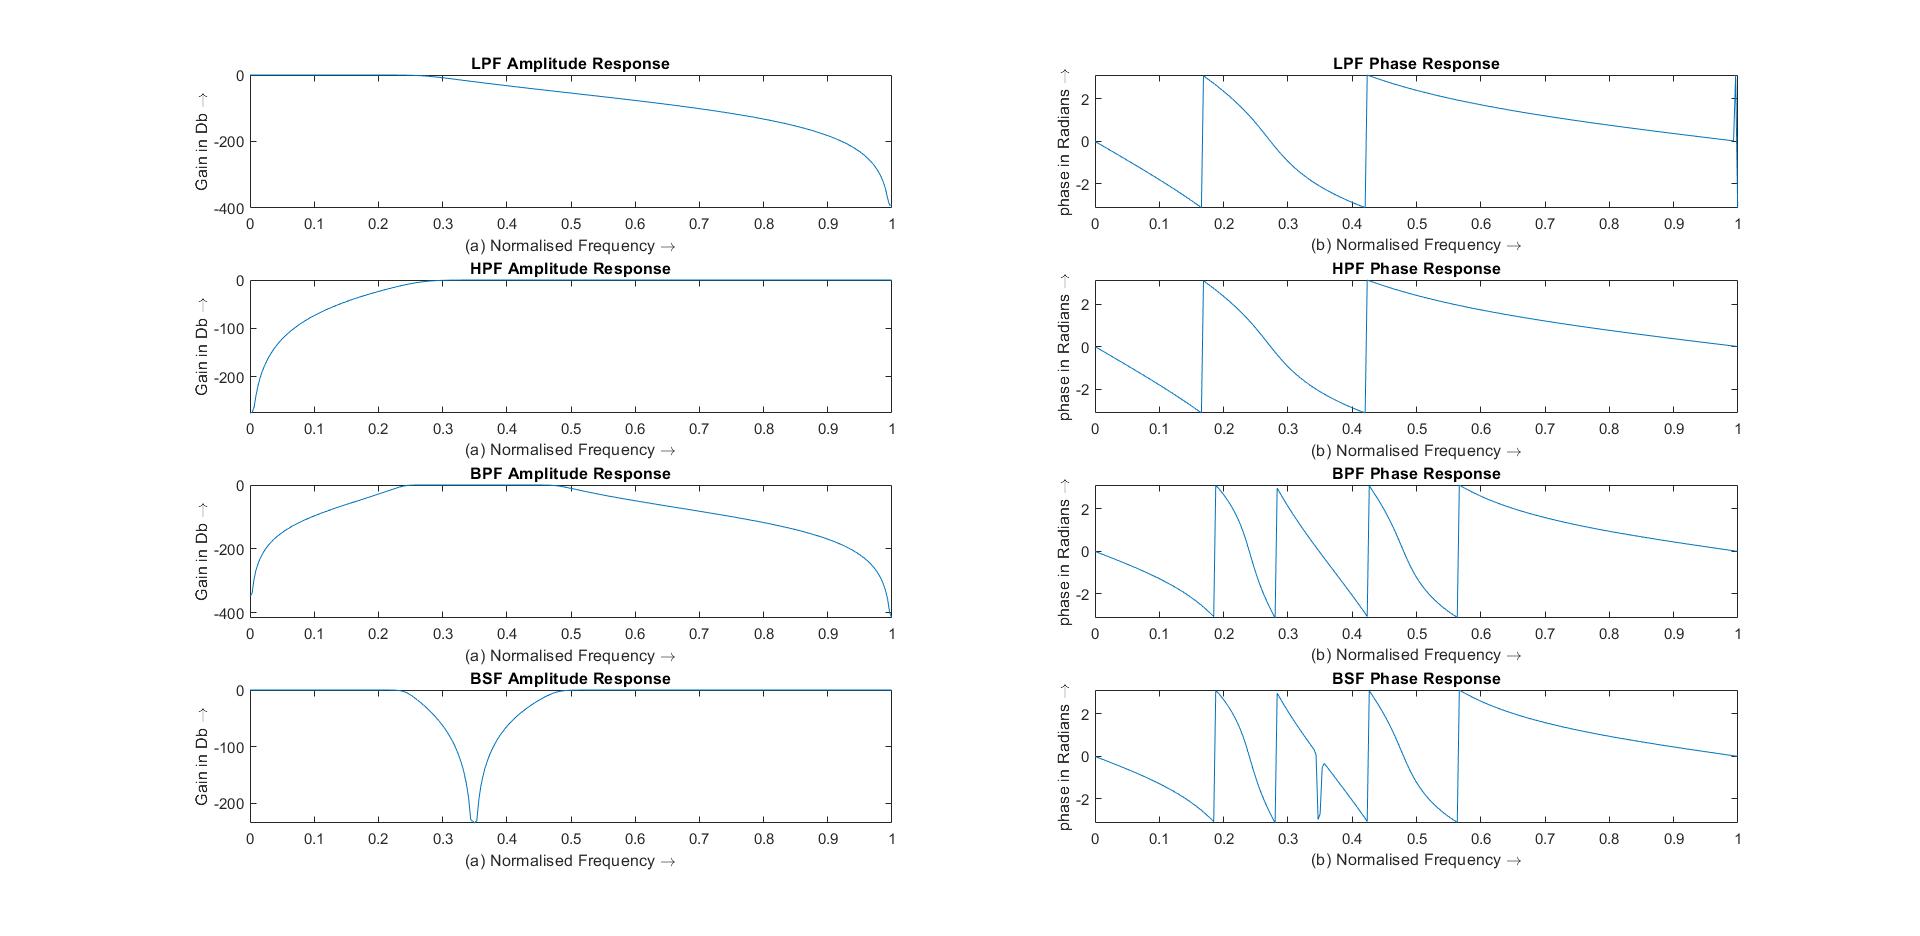 LPF Amplitude Response
Gain in Db →
0
-200
-400
0 0.1 0.2 0.3 0.4 0.5 0.6 0.7 0.8 0.9 1
(a) Normalised Frequency →
LPF Phase Response
phase in Radians →
2
0
-2
0 0.1 0.2 0.3 0.4 0.5 0.6 0.7 0.8 0.9 1
(b) Normalised Frequency →
HPF Amplitude Response
Gain in Db →
0
-100
-200
0 0.1 0.2 0.3 0.4 0.5 0.6 0.7 0.8 0.9 1
(a) Normalised Frequency →
HPF Phase Response
phase in Radians →
2
0
-2
0 0.1 0.2 0.3 0.4 0.5 0.6 0.7 0.8 0.9 1
(b) Normalised Frequency →
BPF Amplitude Response
Gain in Db →
0
-200
-400
0 0.1 0.2 0.3 0.4 0.5 0.6 0.7 0.8 0.9 1
(a) Normalised Frequency →
BPF Phase Response
phase in Radians →
2
0
-2
0 0.1 0.2 0.3 0.4 0.5 0.6 0.7 0.8 0.9 1
(b) Normalised Frequency →
BSF Amplitude Response
Gain in Db →
0
-100
-200
0 0.1 0.2 0.3 0.4 0.5 0.6 0.7 0.8 0.9 1
(a) Normalised Frequency →
BSF Phase Response
phase in Radians →
2
0
-2
0 0.1 0.2 0.3 0.4 0.5 0.6 0.7 0.8 0.9 1
(b) Normalised Frequency →